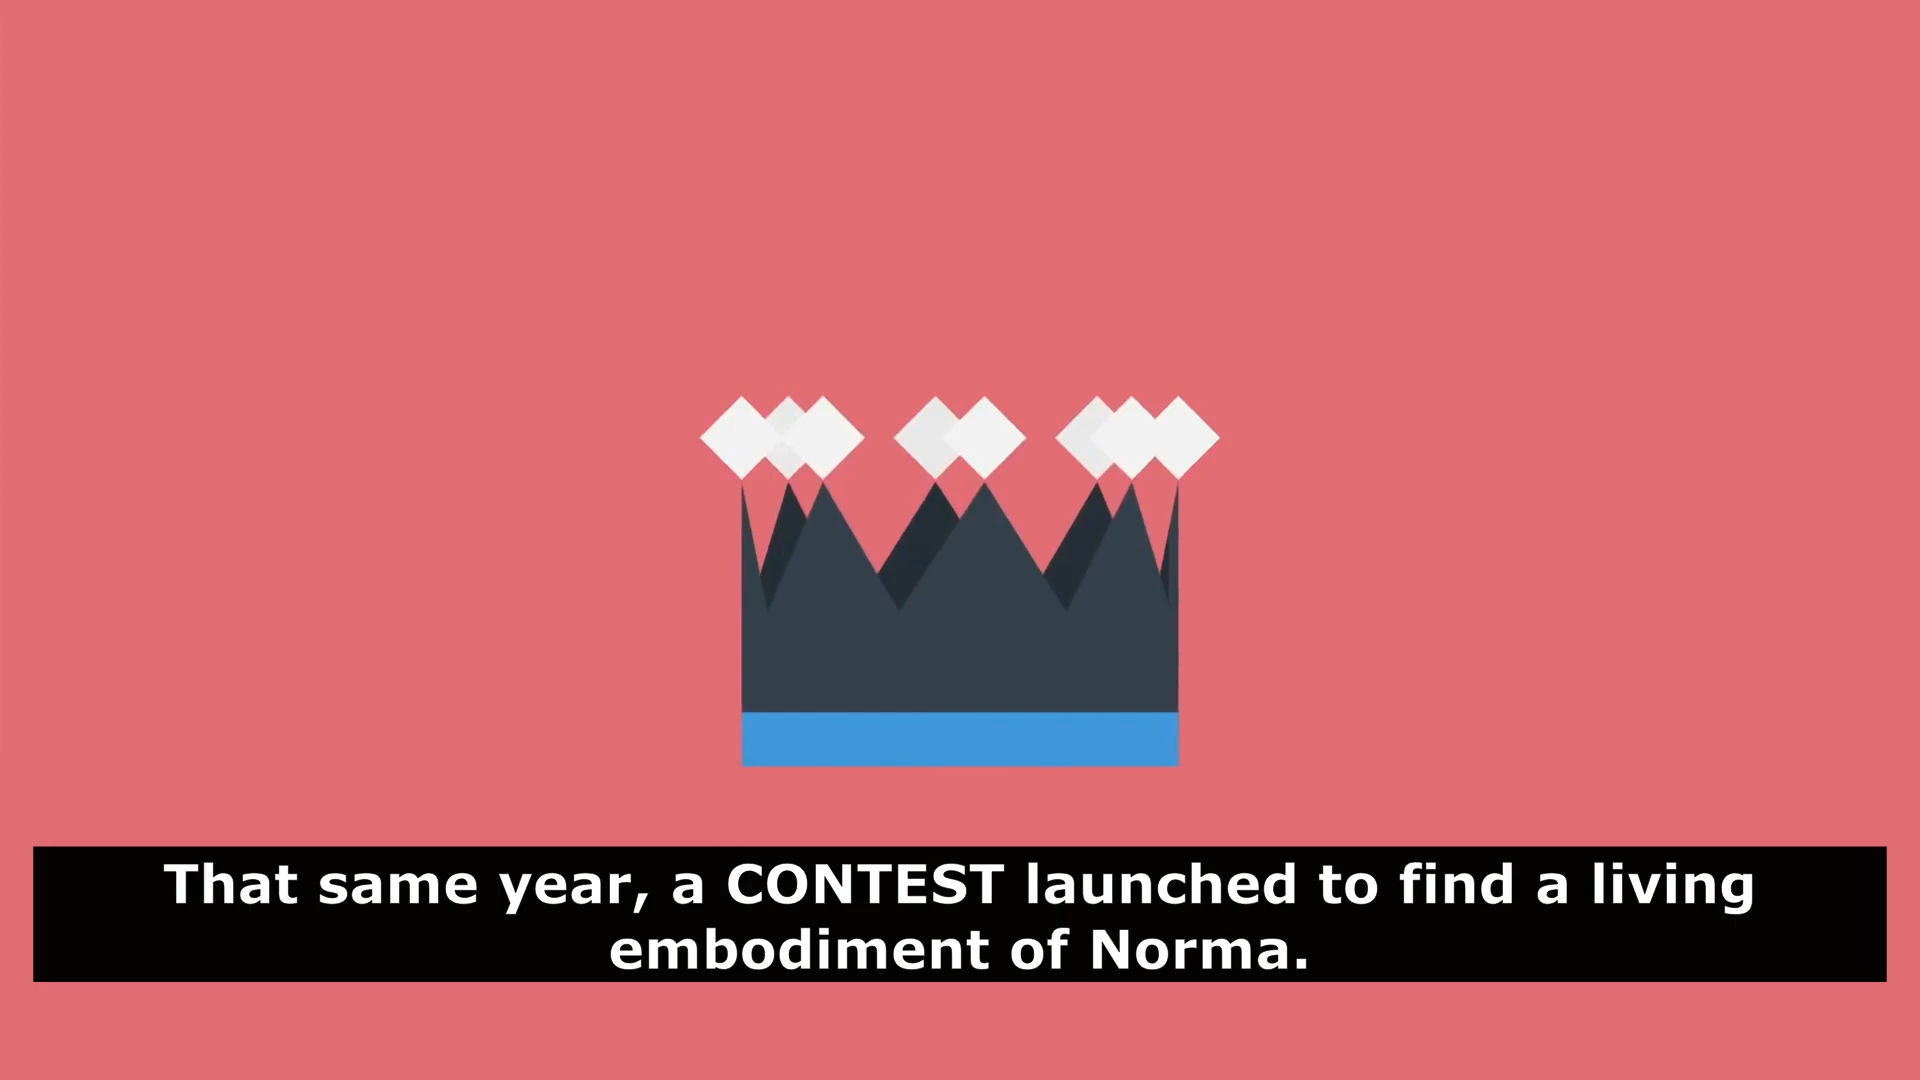 That same year, a CONTEST launched to find a living
embodiment of Norma.